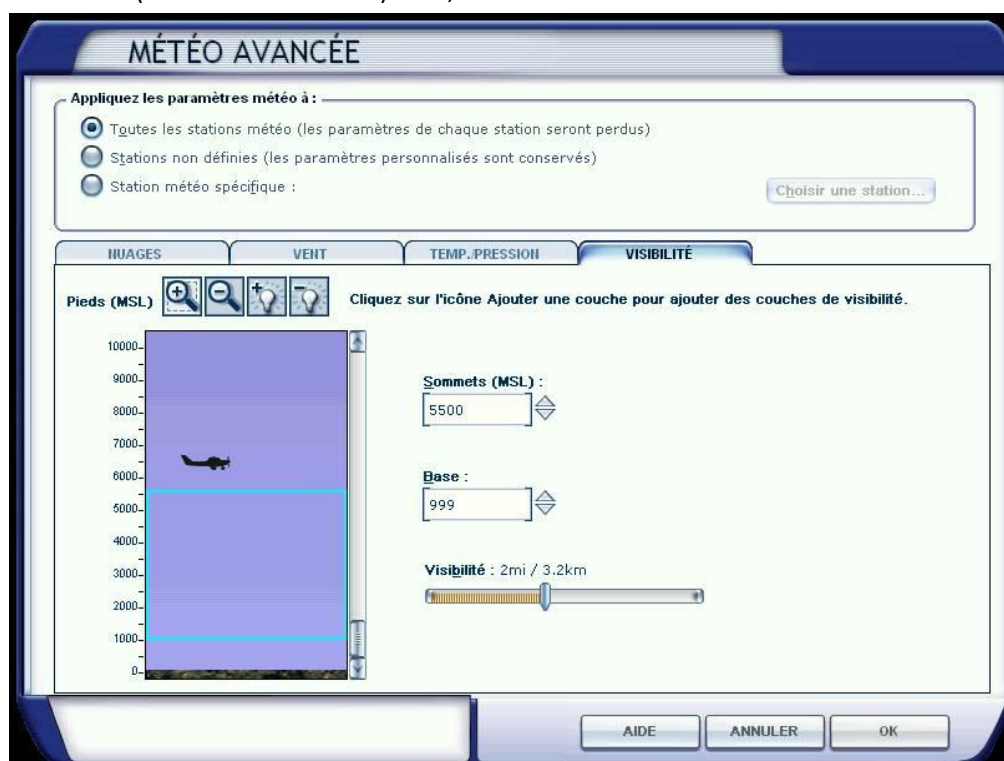 MÉTÉO AVANCÉE
Appliquez les paramètres météo à :
Toutes les stations météo (les paramètres de chaque station seront perdus)
Stations non définies (les paramètres personnalisés sont conservés)
Station météo spécifique :
Choisir une station...
NUAGES VENT TEMP./PRESSION VISIBILITÉ
Pieds (MSL)
Cliquez sur l'icône Ajouter une couche pour ajouter des couches de visibilité.
10000
9000
8000
7000
6000
5000
4000
3000
2000
1000
0
Sommets (MSL) :
5500
Base :
999
Visibilité : 2mi / 3.2km
AIDE ANNULER OK